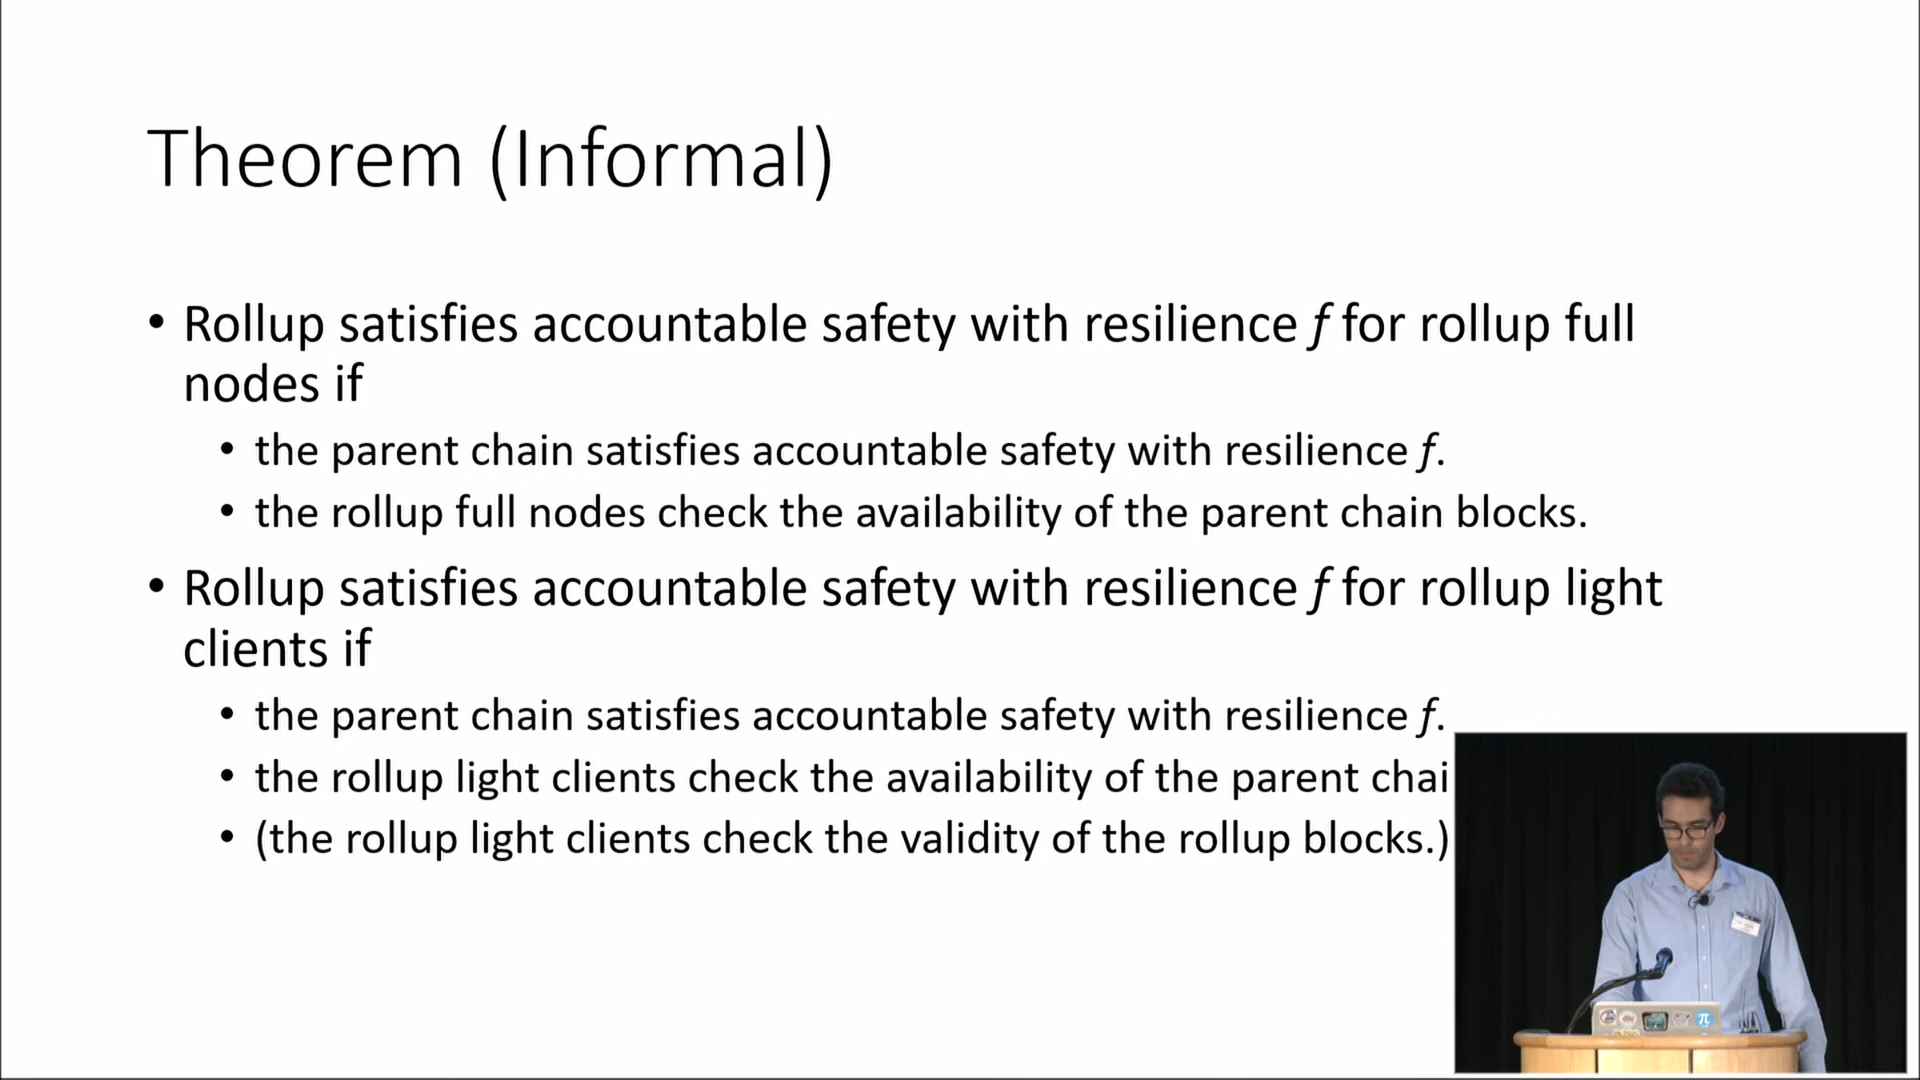 Theorem (Informal)
• Rollup satisfies accountable safety with resilience f for rollup full
nodes if
• the parent chain satisfies accountable safety with resilience f.
• the rollup full nodes check the availability of the parent chain blocks.
• Rollup satisfies accountable safety with resilience f for rollup light
clients if
• the parent chain satisfies accountable safety with resilience f.
• the rollup light clients check the availability of the parent chai
• (the rollup light clients check the validity of the rollup blocks.)
π